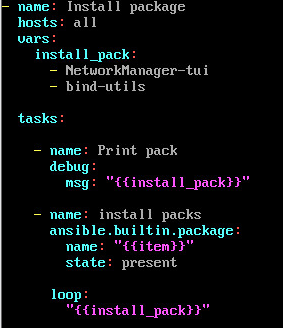 - name: Install package
  hosts: all
  vars:
    install_pack:
      - NetworkManager-tui
      - bind-utils
  tasks:
    - name: Print pack
      debug:
        msg: "{{install_pack}}"
    - name: install packs
      ansible.builtin.package:
        name: "{{item}}"
        state: present
      loop:
        "{{install_pack}}"